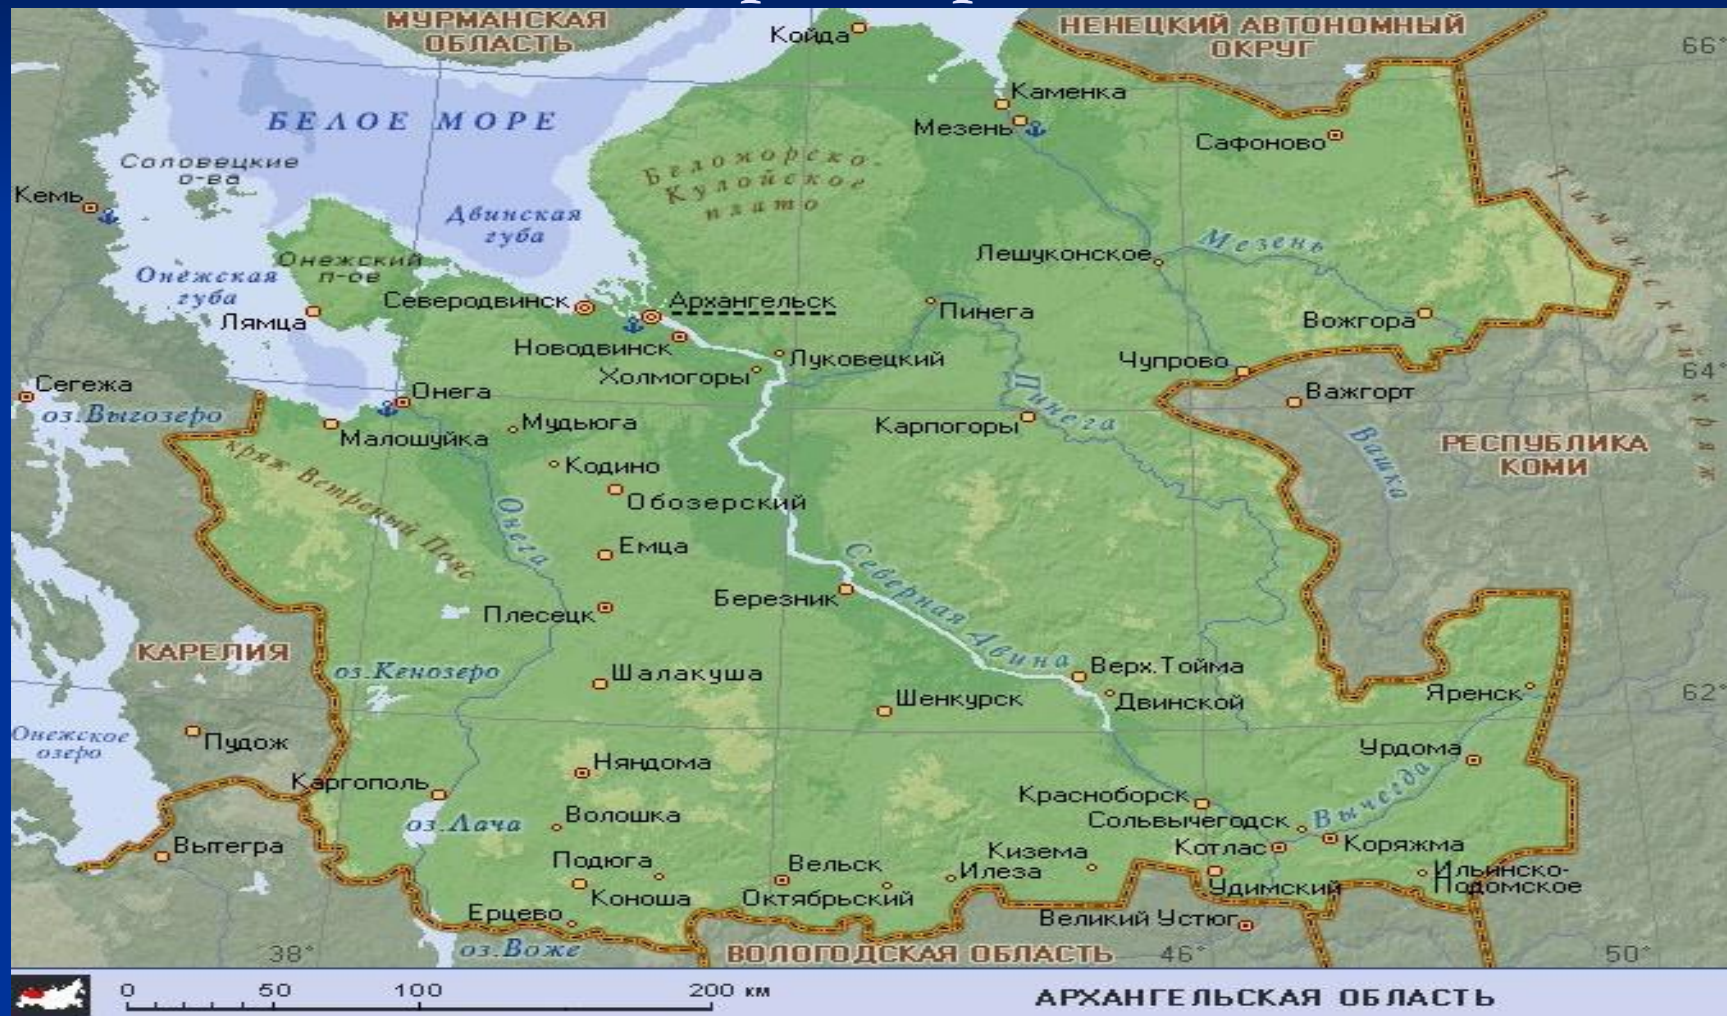 МУРМАНСКАЯ
ОБЛАСТЬ
Койда
НЕНЕЦКИЙ АВТОНОМНЫЙ
ОКРУГ
66°
Каменка
БЕЛОЕ МОРЕ
Мезень
Сафоново
Соловецкие
о-ва
Беломорско-
Кулойское
плато
Тиманский кряж
Кемь
Двинская
губа
Мезень
Лешуконское
Онежский
п-ов
Онежская
губа
Северодвинск
Архангельск
Пинега
Лямца
Вожгора
Новодвинск
Луковецкий
Чупрово
Холмогоры
64°
Сегежа
Онега
Пинега
Важгорт
оз.Выгозеро
Малошуйка
Мудьюга
Карпогоры
Вашка
РЕСПУБЛИКА
КОМИ
кряж Ветреный Пояс
Кодино
Обозерский
Онега
Емца
Северная Двина
Плесецк
Березник
КАРЕЛИЯ
оз.Кенозеро
Шалакуша
Верх.Тойма
Двинской
Яренск
62°
Шенкурск
Онежское
озеро
Пудож
Урдома
Няндома
Каргополь
Красноборск
Вычегда
оз.Лача
Волошка
Сольвычегодск
Вытегра
Котлас
Коряжма
Подюга
Вельск
Кизема
Илеза
Ильинско-
Подомское
Коноша
Октябрьский
Удимский
Ерцево
Великий Устюг
оз.Воже
38°
ВОЛОГОДСКАЯ ОБЛАСТЬ
46°
50°
0 50 100 200 км
АРХАНГЕЛЬСКАЯ ОБЛАСТЬ